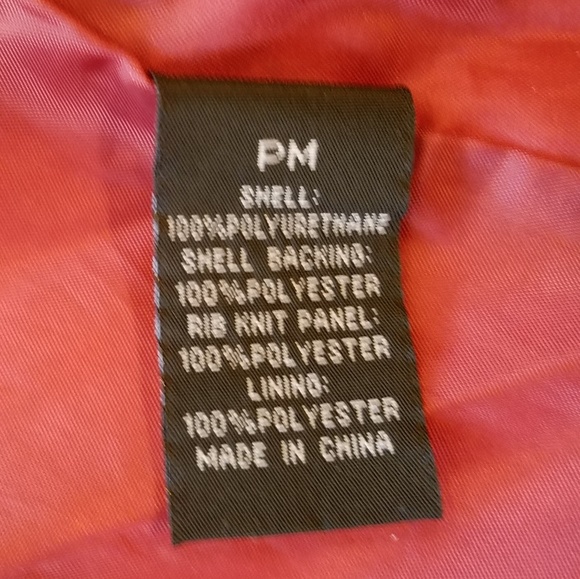 PM
SHELL:
100%POLYURETHANE
SHELL BACKING:
100%POLYESTER
RIB KNIT PANEL:
100%POLYESTER
LINING:
100%POLYESTER
MADE IN CHINA